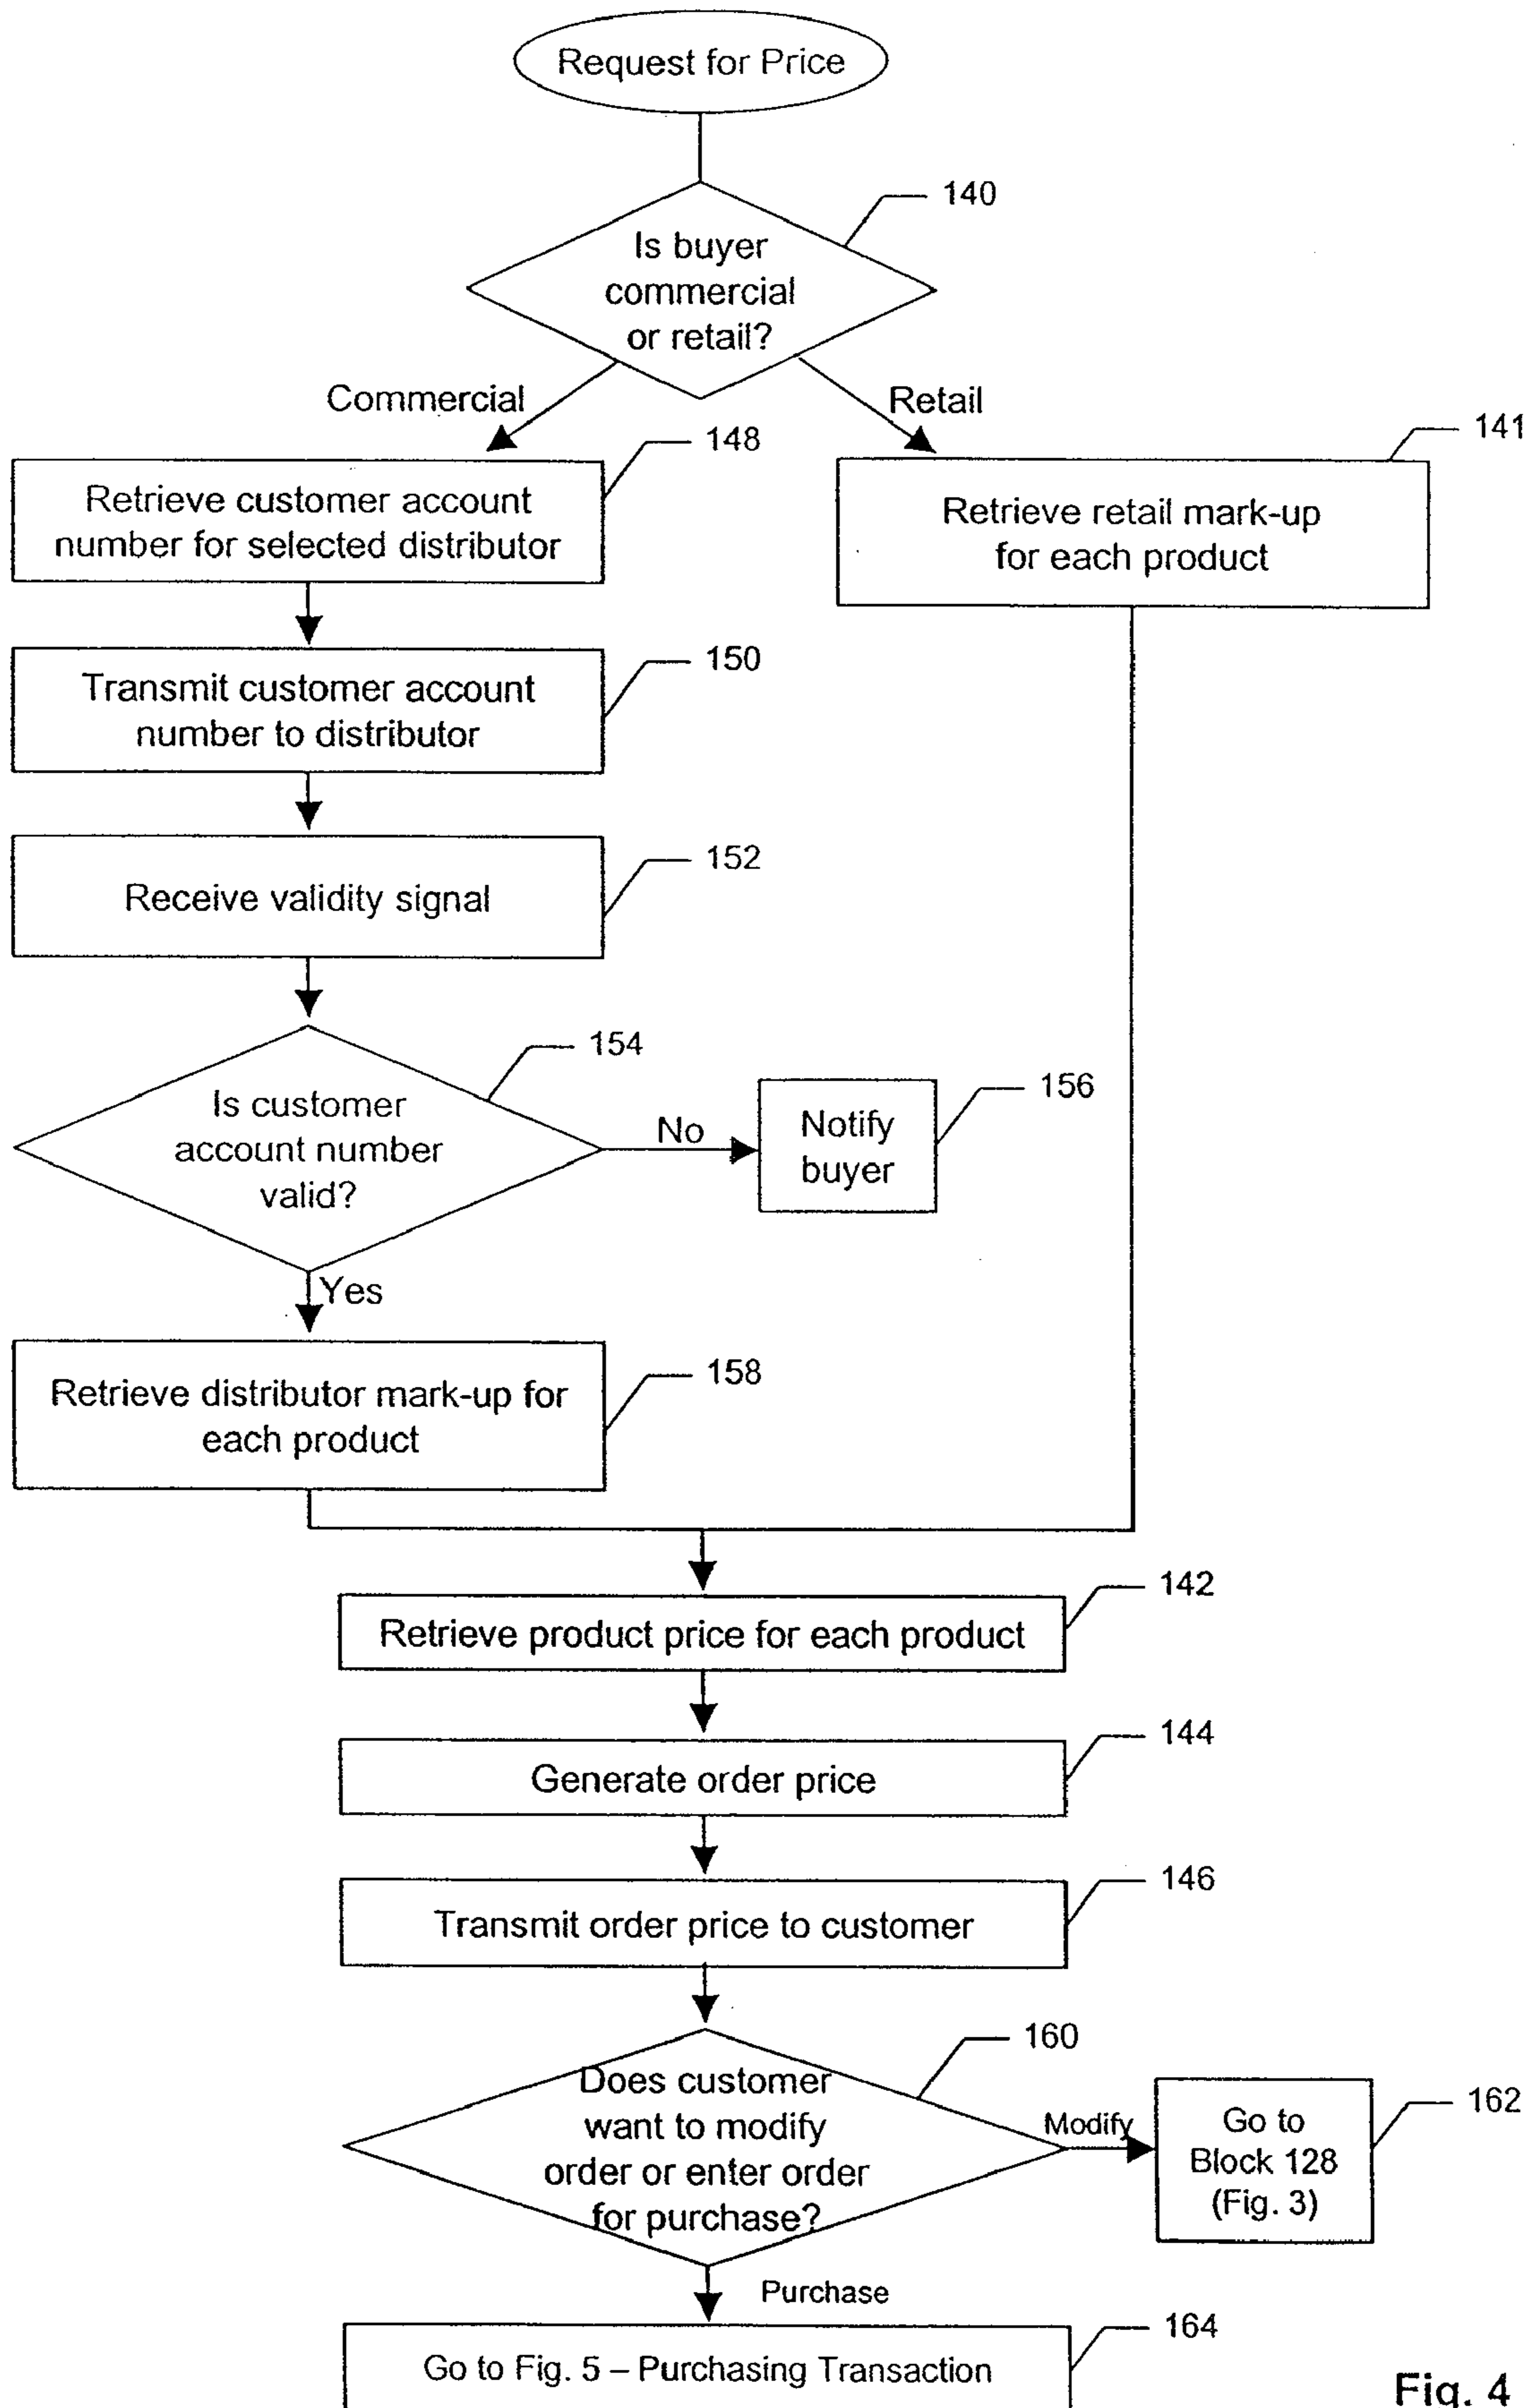 Request for Price
140
Is buyer
commercial
or retail?
Commercial
Retail
148
141
Retrieve customer account
number for selected distributor
Retrieve retail mark-up
for each product
150
Transmit customer account
number to distributor
152
Receive validity signal
154
Is customer
account number
valid?
No
156
Notify
buyer
Yes
158
Retrieve distributor mark-up for
each product
142
Retrieve product price for each product
144
Generate order price
146
Transmit order price to customer
160
Does customer
want to modify
order or enter order
for purchase?
Modify
162
Go to
Block 128
(Fig. 3)
Purchase
164
Go to Fig. 5 – Purchasing Transaction
Fig. 4